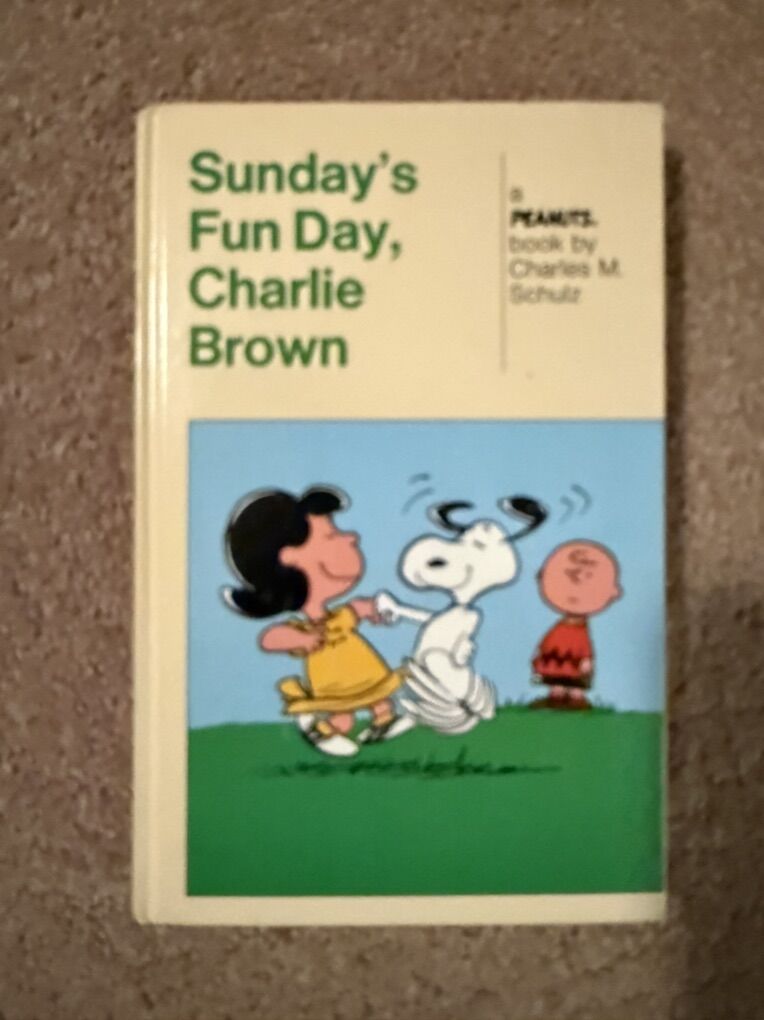 Sunday's
Fun Day,
Charlie
Brown
a
PEANUTS.
book by
Charles M.
Schulz